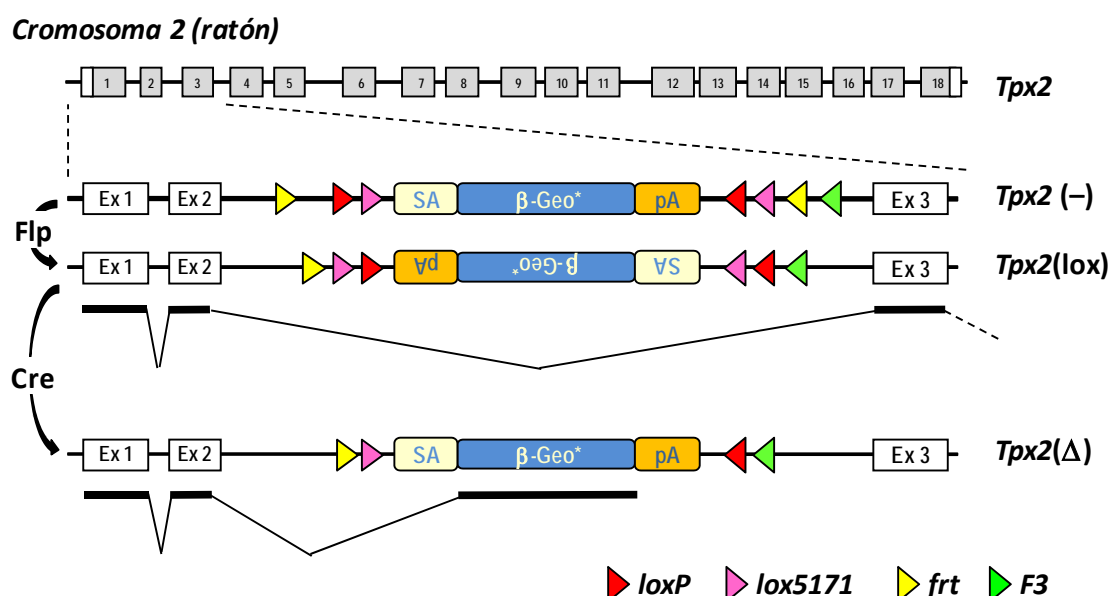 Cromosoma 2 (ratón)
1 2 3 4 5 6 7 8 9 10 11 12 13 14 15 16 17 18 Tpx2
Ex 1 Ex 2 SA β-Geo* pA Ex 3 Tpx2 (–)
Flp
Ex 1 Ex 2 pA β-Geo* SA Ex 3 Tpx2(lox)
Cre
Ex 1 Ex 2 SA β-Geo* pA Ex 3 Tpx2(Δ)
loxP lox5171 frt F3